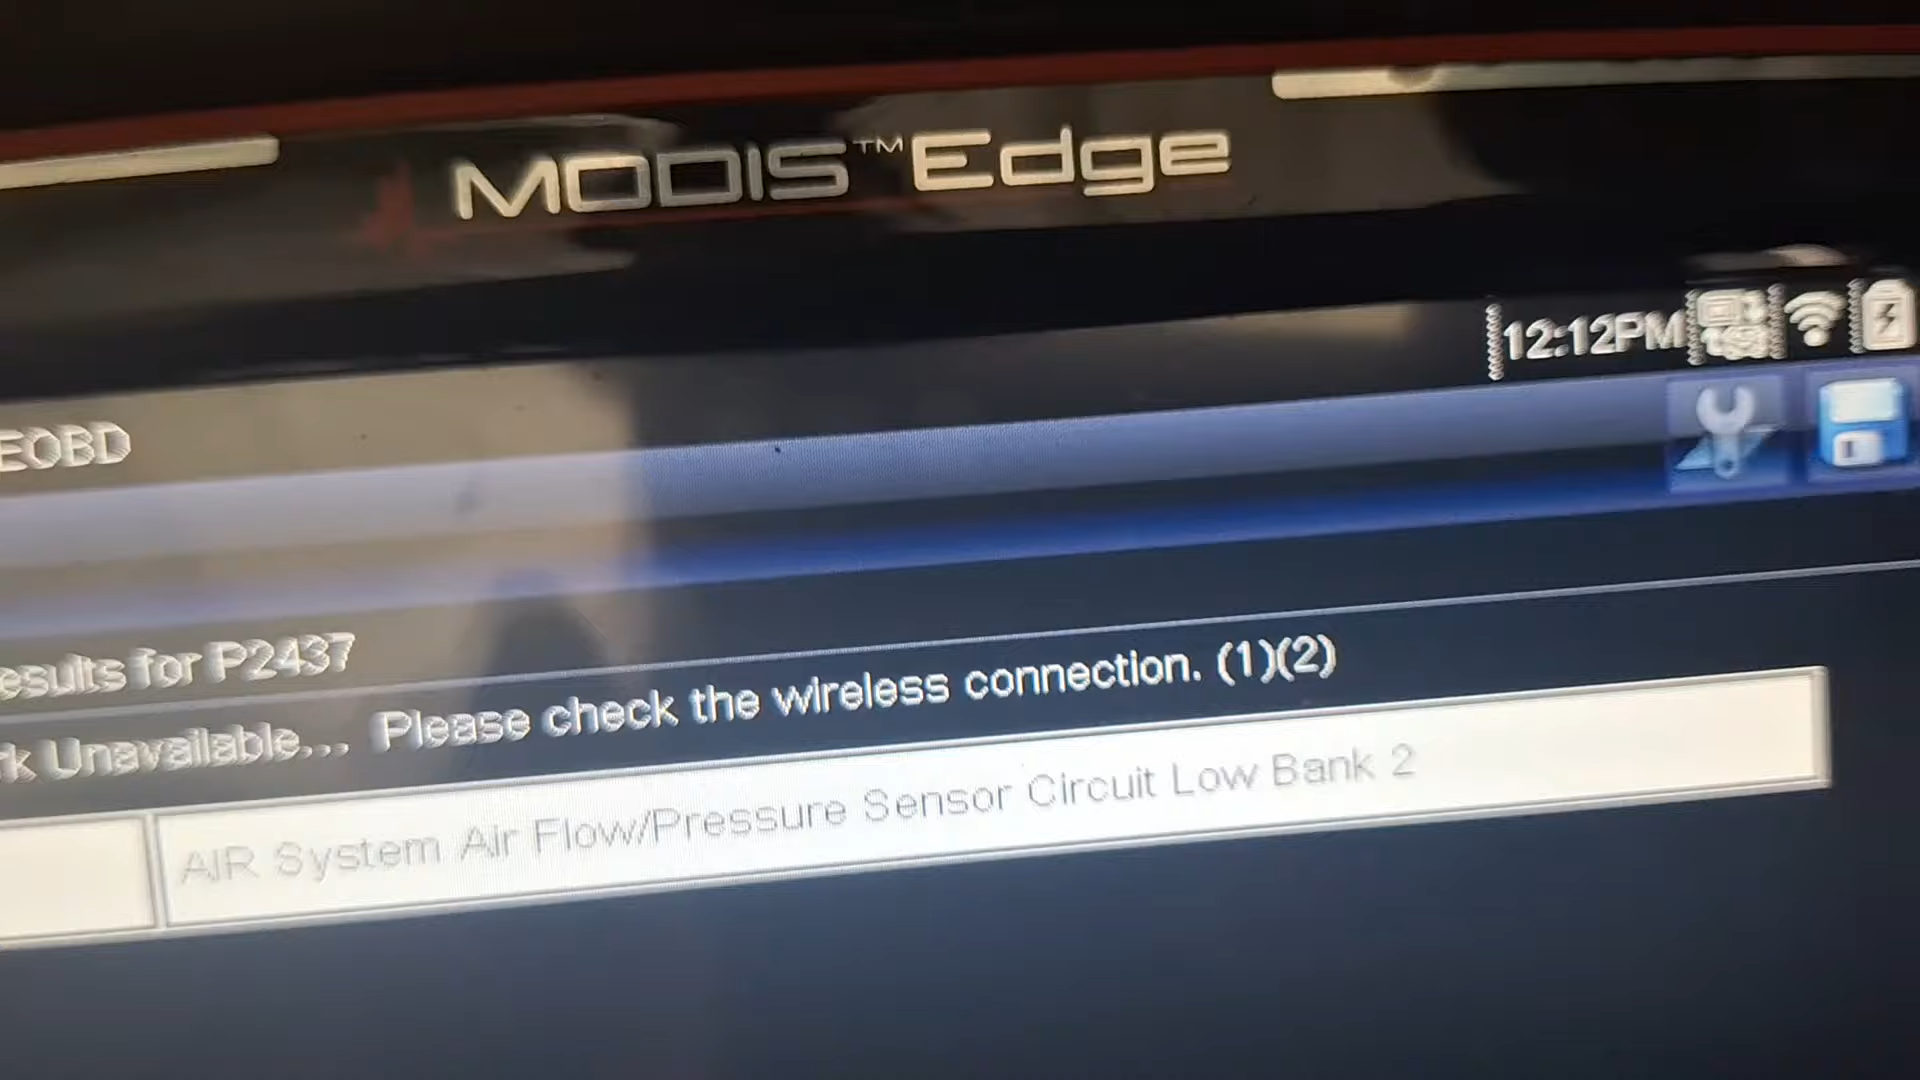 MODIS™ Edge
12:12PM
EOBD
esults for P2437
rk Unavailable... Please check the wireless connection. (1)(2)
AIR System Air Flow/Pressure Sensor Circuit Low Bank 2